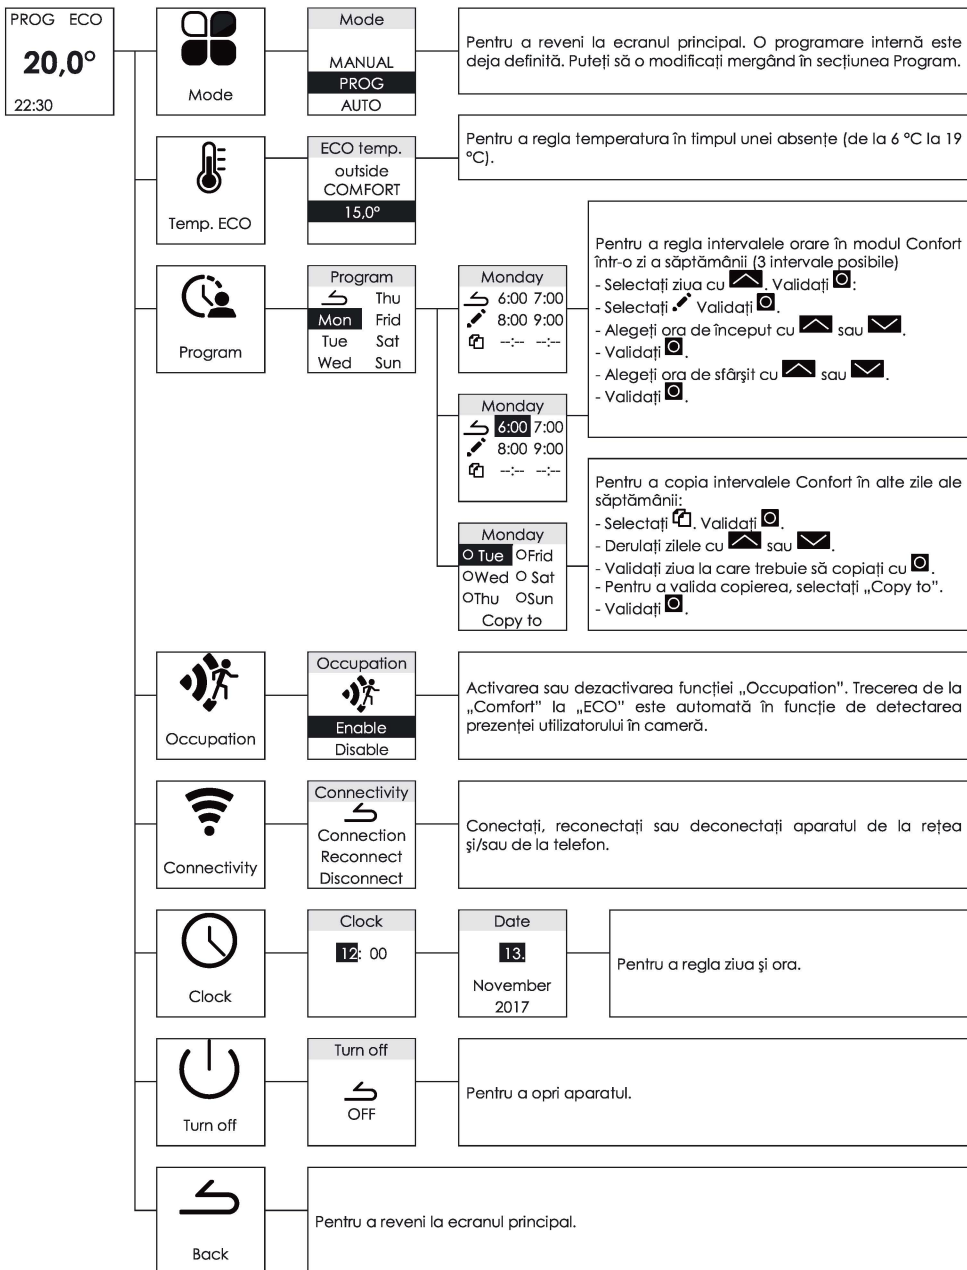 PROG ECO
20,0°
22:30
Mode
Mode
MANUAL
PROG
AUTO
Pentru a reveni la ecranul principal. O programare internă este
deja definită. Puteți să o modificați mergând în secțiunea Program.
Temp. ECO
ECO temp.
outside
COMFORT
15,0°
Pentru a regla temperatura în timpul unei absențe (de la 6 °C la 19
°C).
Program
Program
Thu
Mon Frid
Tue Sat
Wed Sun
Monday
6:00 7:00
8:00 9:00
--:-- --:--
Monday
6:00 7:00
8:00 9:00
--:-- --:--
Pentru a regla intervalele orare în modul Confort
într-o zi a săptămânii (3 intervale posibile)
- Selectați ziua cu . Validați :
- Selectați Validați .
- Alegeți ora de început cu sau .
- Validați .
- Alegeți ora de sfârşit cu sau .
- Validați .
Monday
Tue Frid
Wed Sat
Thu Sun
Copy to
Pentru a copia intervalele Confort în alte zile ale
săptămânii:
- Selectați . Validați .
- Derulați zilele cu sau .
- Validați ziua la care trebuie să copiați cu .
- Pentru a valida copierea, selectați „Copy to”.
- Validați .
Occupation
Occupation
Enable
Disable
Activarea sau dezactivarea funcției „Occupation”. Trecerea de la
„Comfort” la „ECO” este automată în funcție de detectarea
prezenței utilizatorului în cameră.
Connectivity
Connectivity
Connection
Reconnect
Disconnect
Conectați, reconectați sau deconectați aparatul de la rețea
şi/sau de la telefon.
Clock
Clock
12: 00
Date
13.
November
2017
Pentru a regla ziua şi ora.
Turn off
Turn off
OFF
Pentru a opri aparatul.
Back
Pentru a reveni la ecranul principal.